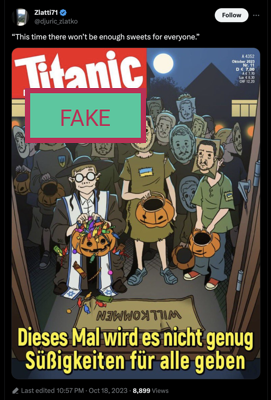 Zlatti71
@djuric_zlatko
Follow
"This time there won't be enough sweets for everyone."
Titanic
FAKE
WILLKOMMEN
Dieses Mal wird es nicht genug
Süßigkeiten für alle geben
Last edited 10:57 PM · Oct 18, 2023 · 8,899 Views